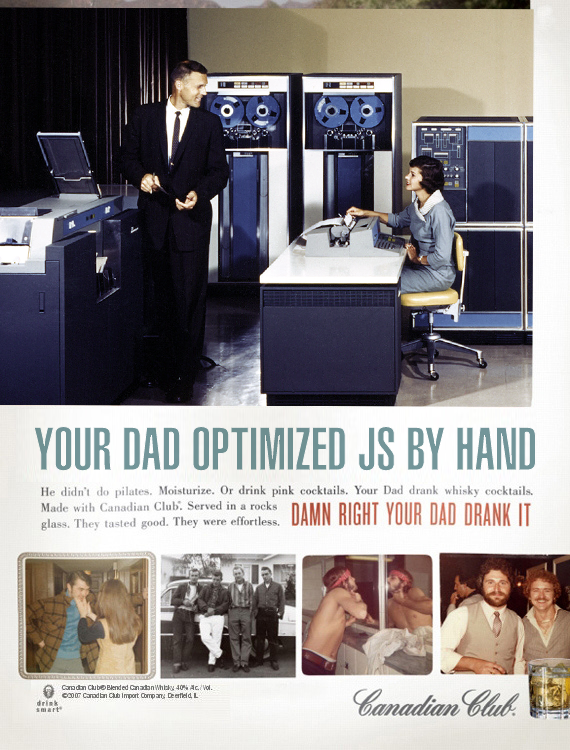 YOUR DAD OPTIMIZED JS BY HAND
He didn't do pilates. Moisturize. Or drink pink cocktails. Your Dad drank whisky cocktails.
Made with Canadian Club®. Served in a rocks
glass. They tasted good. They were effortless.
DAMN RIGHT YOUR DAD DRANK IT
drink
smart®
Canadian Club® Blended Canadian Whisky, 40% Alc./Vol.
©2007 Canadian Club Import Company, Deerfield, IL
Canadian Club.